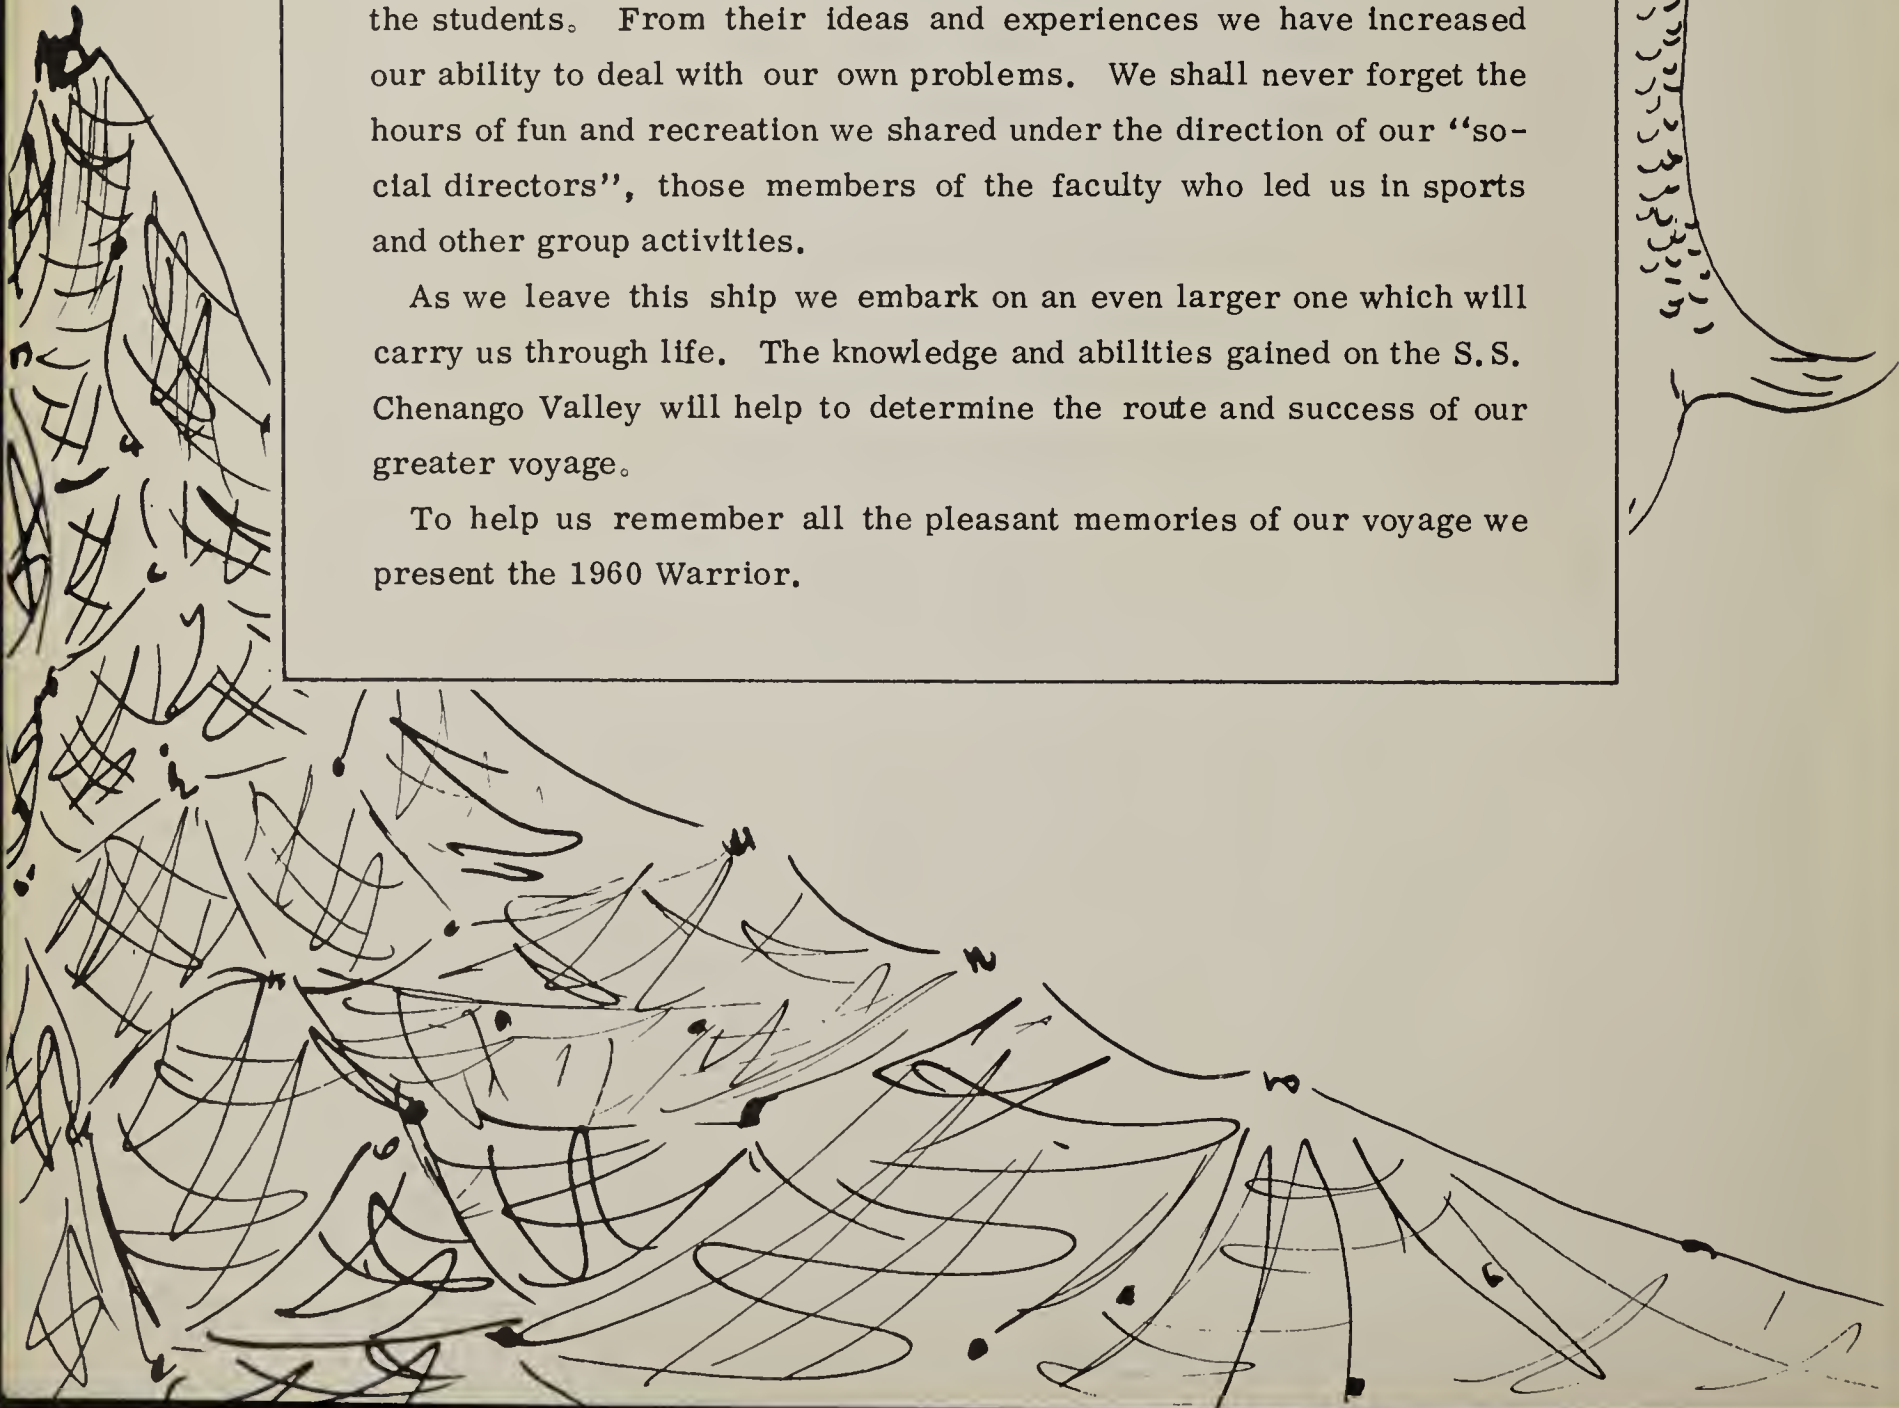 the students. From their ideas and experiences we have increased
our ability to deal with our own problems. We shall never forget the
hours of fun and recreation we shared under the direction of our “so-
cial directors”, those members of the faculty who led us in sports
and other group activities.
As we leave this ship we embark on an even larger one which will
carry us through life. The knowledge and abilities gained on the S.S.
Chenango Valley will help to determine the route and success of our
greater voyage.
To help us remember all the pleasant memories of our voyage we
present the 1960 Warrior.